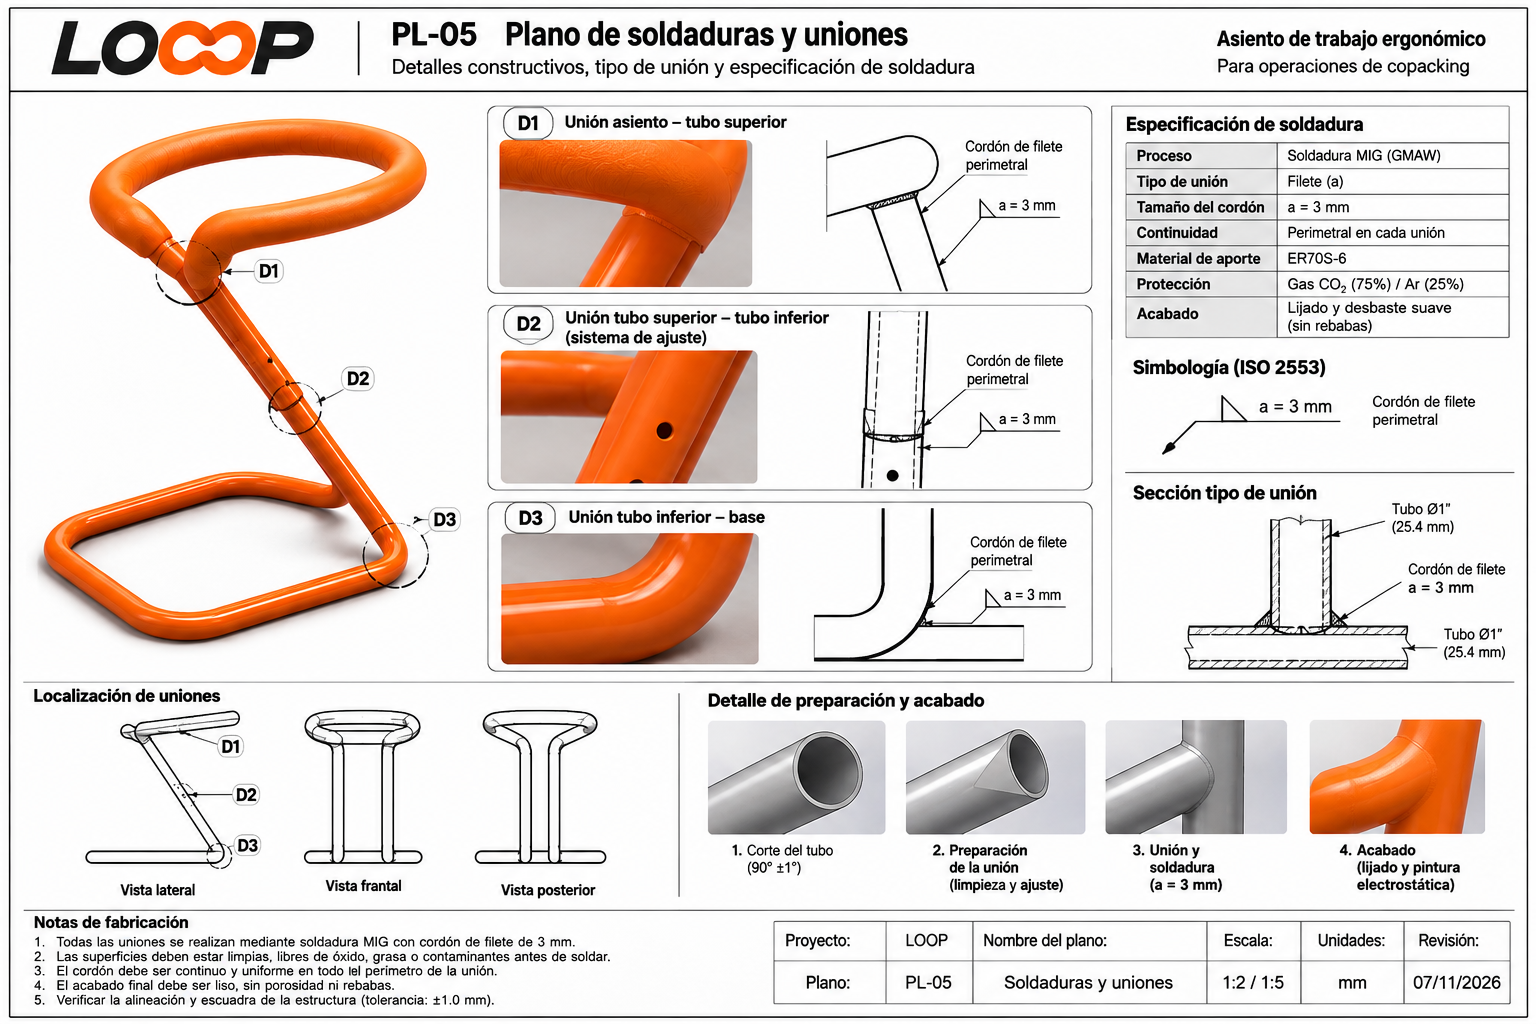 LOOOP
PL-05 Plano de soldaduras y uniones
Detalles constructivos, tipo de unión y especificación de soldadura
Asiento de trabajo ergonómico
Para operaciones de copacking
D1
D2
D3
D1 Unión asiento – tubo superior
Cordón de filete
perimetral
a = 3 mm
D2 Unión tubo superior – tubo inferior
(sistema de ajuste)
Cordón de filete
perimetral
a = 3 mm
D3 Unión tubo inferior – base
Cordón de filete
perimetral
a = 3 mm
Especificación de soldadura
Proceso Soldadura MIG (GMAW)
Tipo de unión Filete (a)
Tamaño del cordón a = 3 mm
Continuidad Perimetral en cada unión
Material de aporte ER70S-6
Protección Gas CO₂ (75%) / Ar (25%)
Acabado Lijado y desbaste suave
(sin rebabas)
Simbología (ISO 2553)
a = 3 mm
Cordón de filete
perimetral
Sección tipo de unión
Tubo Ø1″
(25.4 mm)
Cordón de filete
a = 3 mm
Tubo Ø1″
(25.4 mm)
Localización de uniones
D1
D2
D3
Vista lateral
Vista frantal
Vista posterior
Detalle de preparación y acabado
1. Corte del tubo
(90° ±1°)
2. Preparación
de la unión
(limpieza y ajuste)
3. Unión y
soldadura
(a = 3 mm)
4. Acabado
(lijado y pintura
electrostática)
Notas de fabricación
1. Todas las uniones se realizan mediante soldadura MIG con cordón de filete de 3 mm.
2. Las superficies deben estar limpias, libres de óxido, grasa o contaminantes antes de soldar.
3. El cordón debe ser continuo y uniforme en todo lel perímetro de la unión.
4. El acabado final debe ser liso, sin porosidad ni rebabas.
5. Verificar la alineación y escuadra de la estructura (tolerancia: ±1.0 mm).
Proyecto: LOOP Nombre del plano: Escala: Unidades: Revisión:
Plano: PL-05 Soldaduras y uniones 1:2 / 1:5 mm 07/11/2026